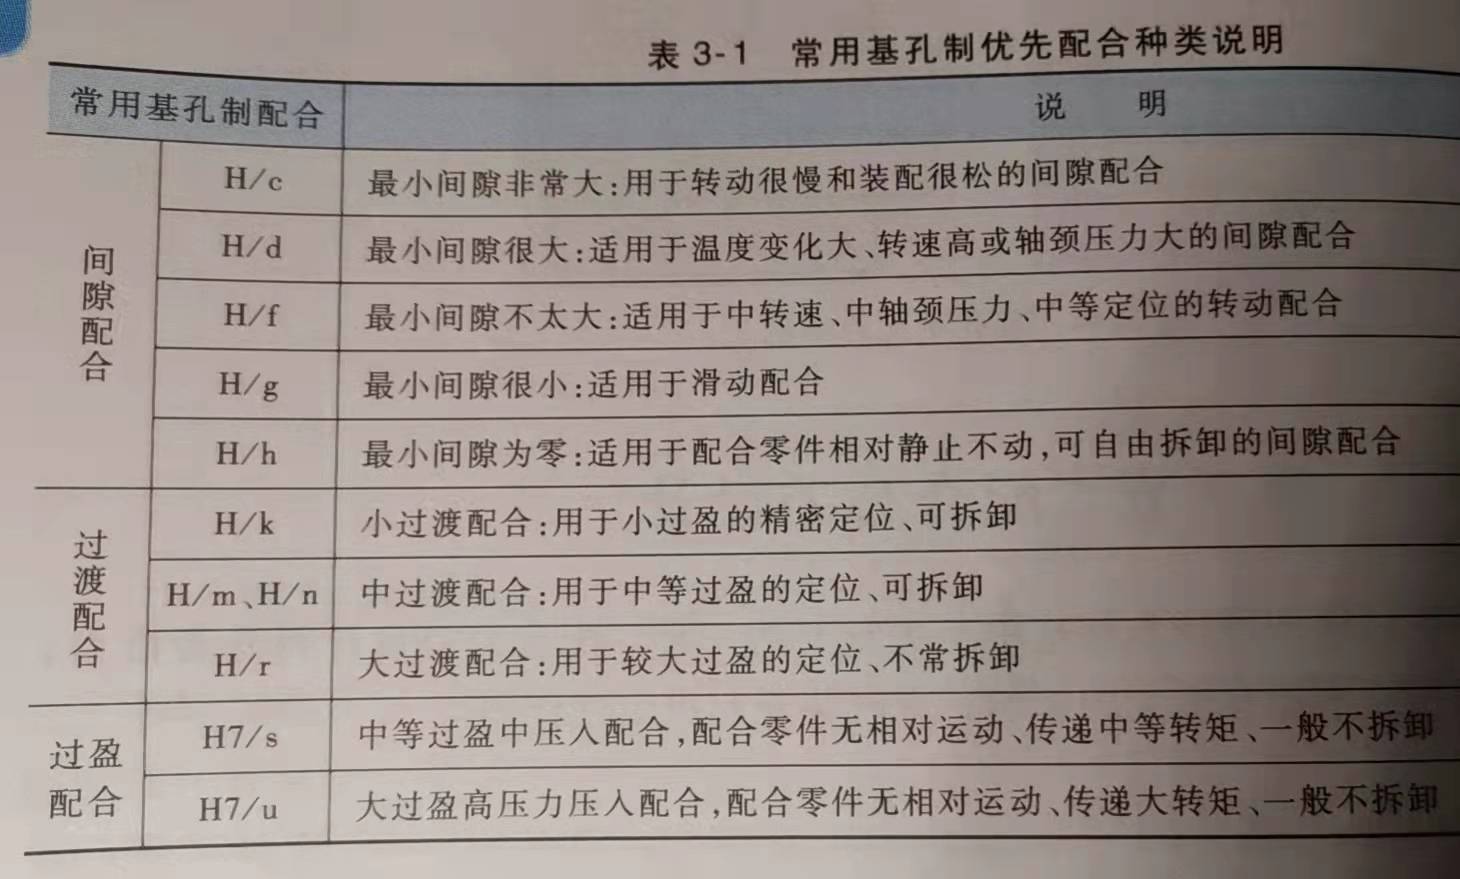 表 3-1 常用基孔制优先配合种类说明
常用基孔制配合 说 明
间隙配合
H/c 最小间隙非常大:用于转动很慢和装配很松的间隙配合
H/d 最小间隙很大:适用于温度变化大、转速高或轴颈压力大的间隙配合
H/f 最小间隙不太大:适用于中转速、中轴颈压力、中等定位的转动配合
H/g 最小间隙很小:适用于滑动配合
H/h 最小间隙为零:适用于配合零件相对静止不动,可自由拆卸的间隙配合
过渡配合
H/k 小过渡配合:用于小过盈的精密定位、可拆卸
H/m、H/n 中过渡配合:用于中等过盈的定位、可拆卸
H/r 大过渡配合:用于较大过盈的定位、不常拆卸
过盈
配合
H7/s 中等过盈中压入配合,配合零件无相对运动、传递中等转矩、一般不拆卸
H7/u 大过盈高压力压入配合,配合零件无相对运动、传递大转矩、一般不拆卸